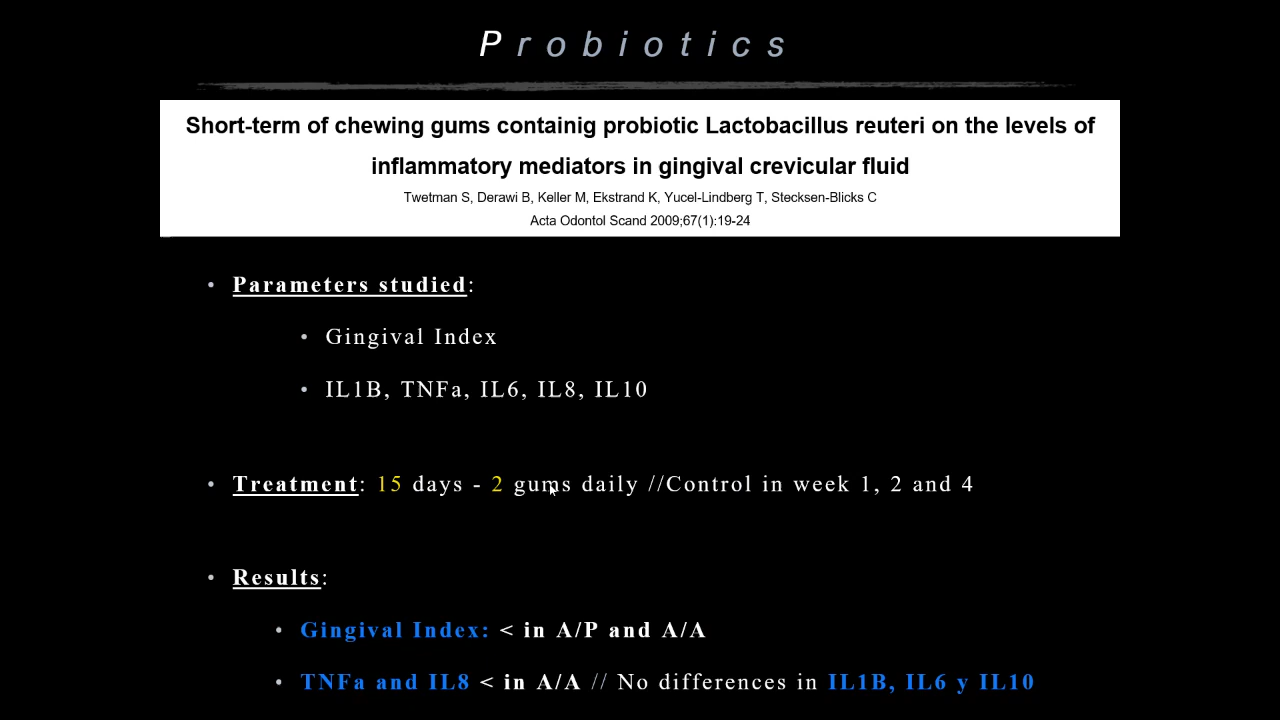 Probiotics
Short-term of chewing gums containig probiotic Lactobacillus reuteri on the levels of
inflammatory mediators in gingival crevicular fluid
Twetman S, Derawi B, Keller M, Ekstrand K, Yucel-Lindberg T, Stecksen-Blicks C
Acta Odontol Scand 2009;67(1):19-24
• Parameters studied:
• Gingival Index
• IL1B, TNFa, IL6, IL8, IL10
• Treatment: 15 days - 2 gums daily //Control in week 1, 2 and 4
• Results:
• Gingival Index: < in A/P and A/A
• TNFa and IL8 < in A/A // No differences in IL1B, IL6 y IL10